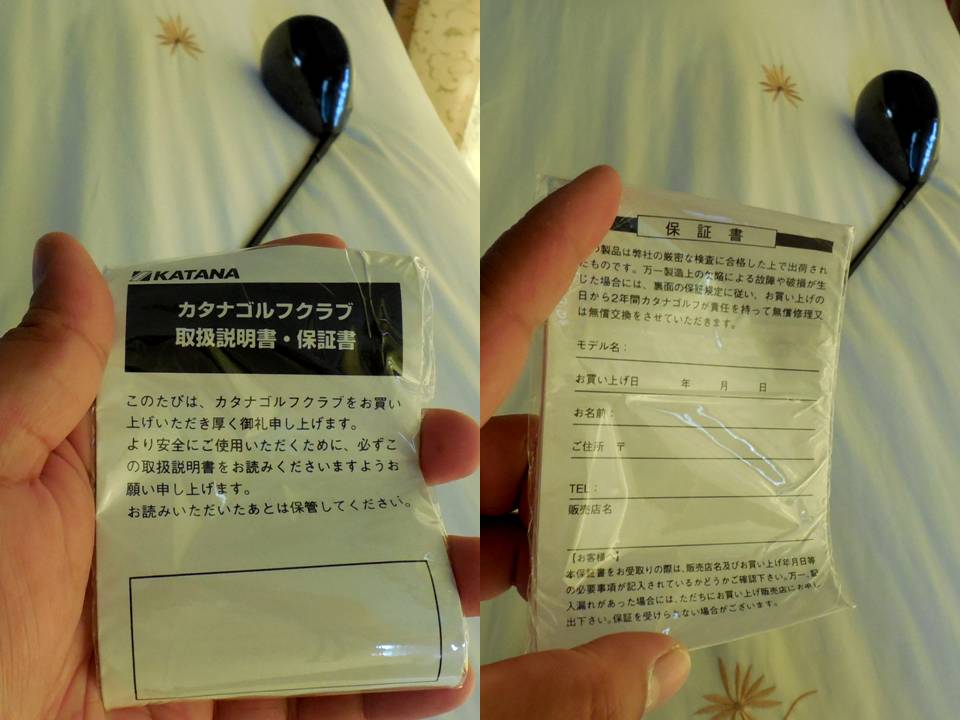 KATANA
カタナゴルフクラブ
取扱説明書・保証書
このたびは、カタナゴルフクラブをお買い
上げいただき厚く御礼申し上げます。
より安全にご使用いただくために、必ずこ
の取扱説明書をお読みくださいますようお
願い申し上げます。
お読みいただいたあとは保管してください。
保証書
の製品は弊社の厳密な検査に合格した上で出荷され
たものです。万一製造上の欠陥による故障や破損が生
じた場合には、裏面の保証規定に従い、お買い上げの
日から2年間カタナゴルフが責任を持って無償修理又
は無償交換をさせていただきます。
モデル名:
お買い上げ日 年 月 日
お名前:
ご住所 〒
TEL:
販売店名
【お客様へ】
本保証書をお受取りの際は、販売店名及びお買い上げ年月日等
の必要事項が記入されているかどうかご確認下さい。万一、記
入漏れがあった場合には、ただちにお買い上げ販売店にお申し
出下さい。保証を受けられない場合がございます。